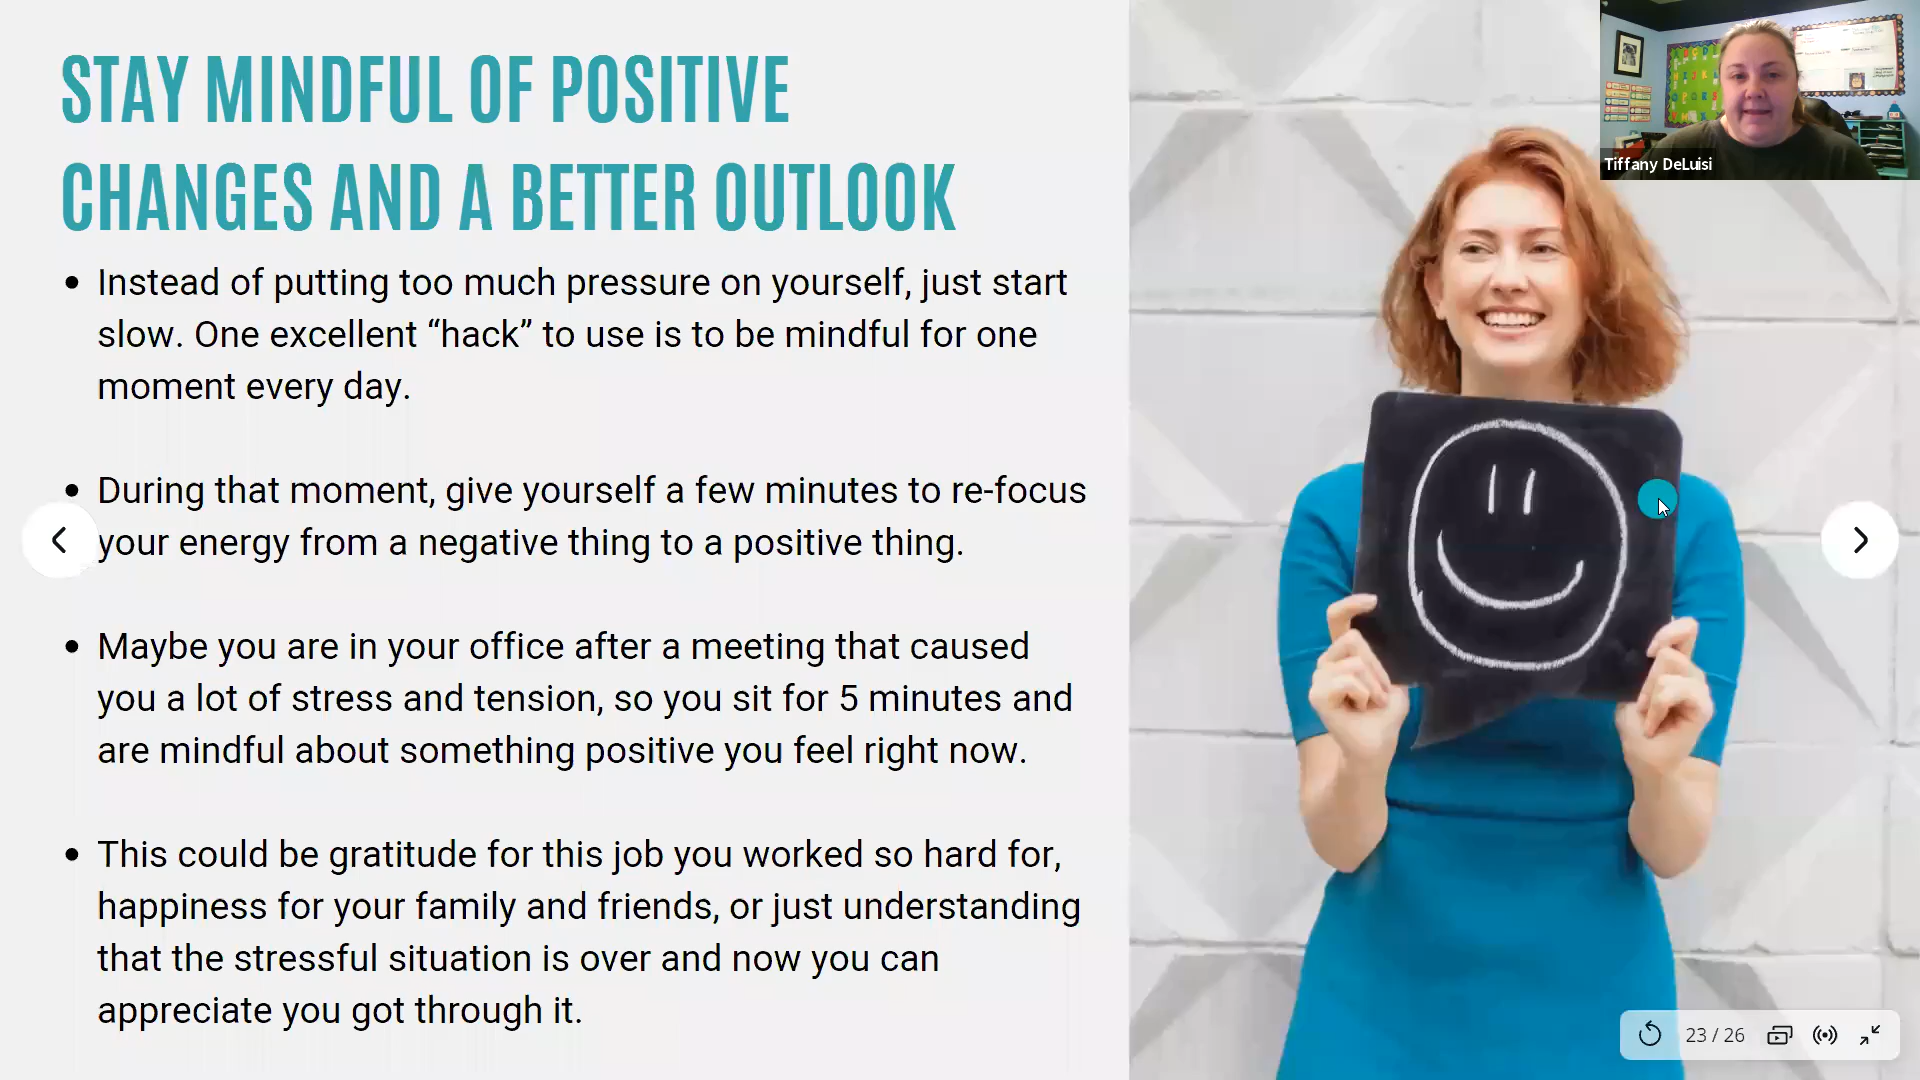 STAY MINDFUL OF POSITIVE
CHANGES AND A BETTER OUTLOOK
• Instead of putting too much pressure on yourself, just start
slow. One excellent “hack” to use is to be mindful for one
moment every day.
• During that moment, give yourself a few minutes to re-focus
your energy from a negative thing to a positive thing.
• Maybe you are in your office after a meeting that caused
you a lot of stress and tension, so you sit for 5 minutes and
are mindful about something positive you feel right now.
• This could be gratitude for this job you worked so hard for,
happiness for your family and friends, or just understanding
that the stressful situation is over and now you can
appreciate you got through it.
Tiffany DeLuisi
23 / 26